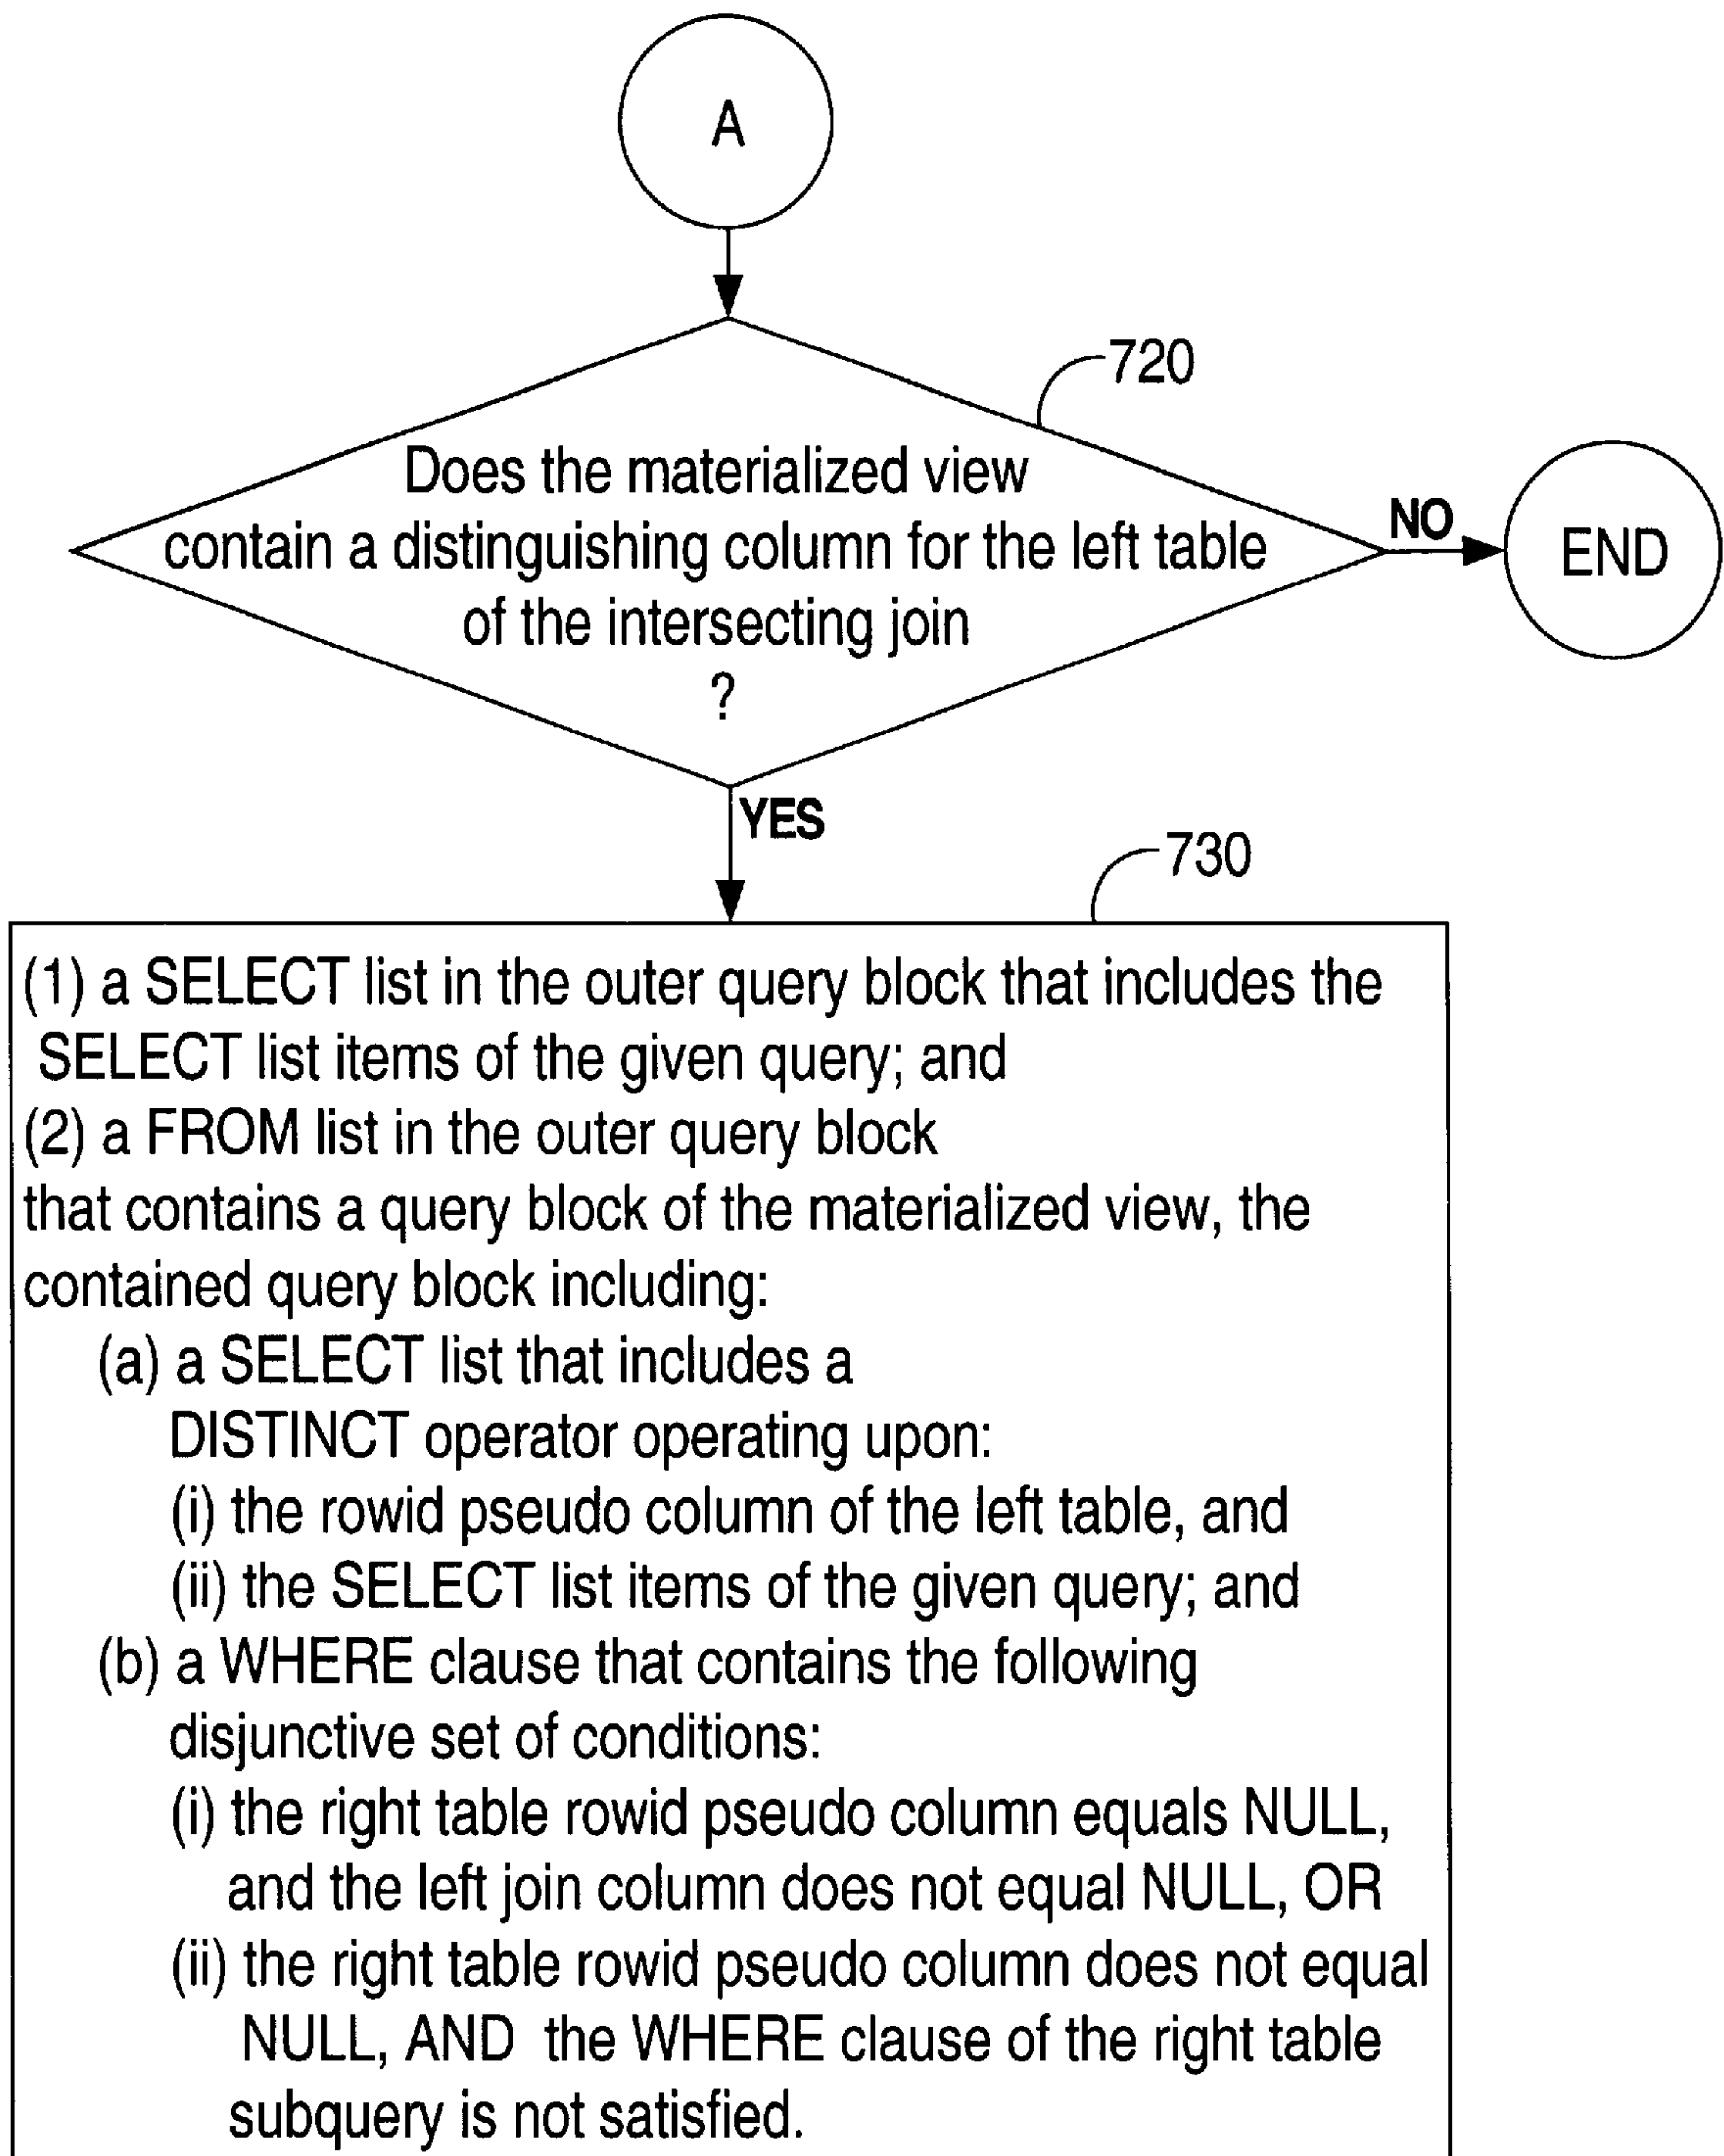 A
720
Does the materialized view
contain a distinguishing column for the left table
of the intersecting join
?
NO
END
YES
730
(1) a SELECT list in the outer query block that includes the
SELECT list items of the given query; and
(2) a FROM list in the outer query block
that contains a query block of the materialized view, the
contained query block including:
(a) a SELECT list that includes a
DISTINCT operator operating upon:
(i) the rowid pseudo column of the left table, and
(ii) the SELECT list items of the given query; and
(b) a WHERE clause that contains the following
disjunctive set of conditions:
(i) the right table rowid pseudo column equals NULL,
and the left join column does not equal NULL, OR
(ii) the right table rowid pseudo column does not equal
NULL, AND the WHERE clause of the right table
subquery is not satisfied.